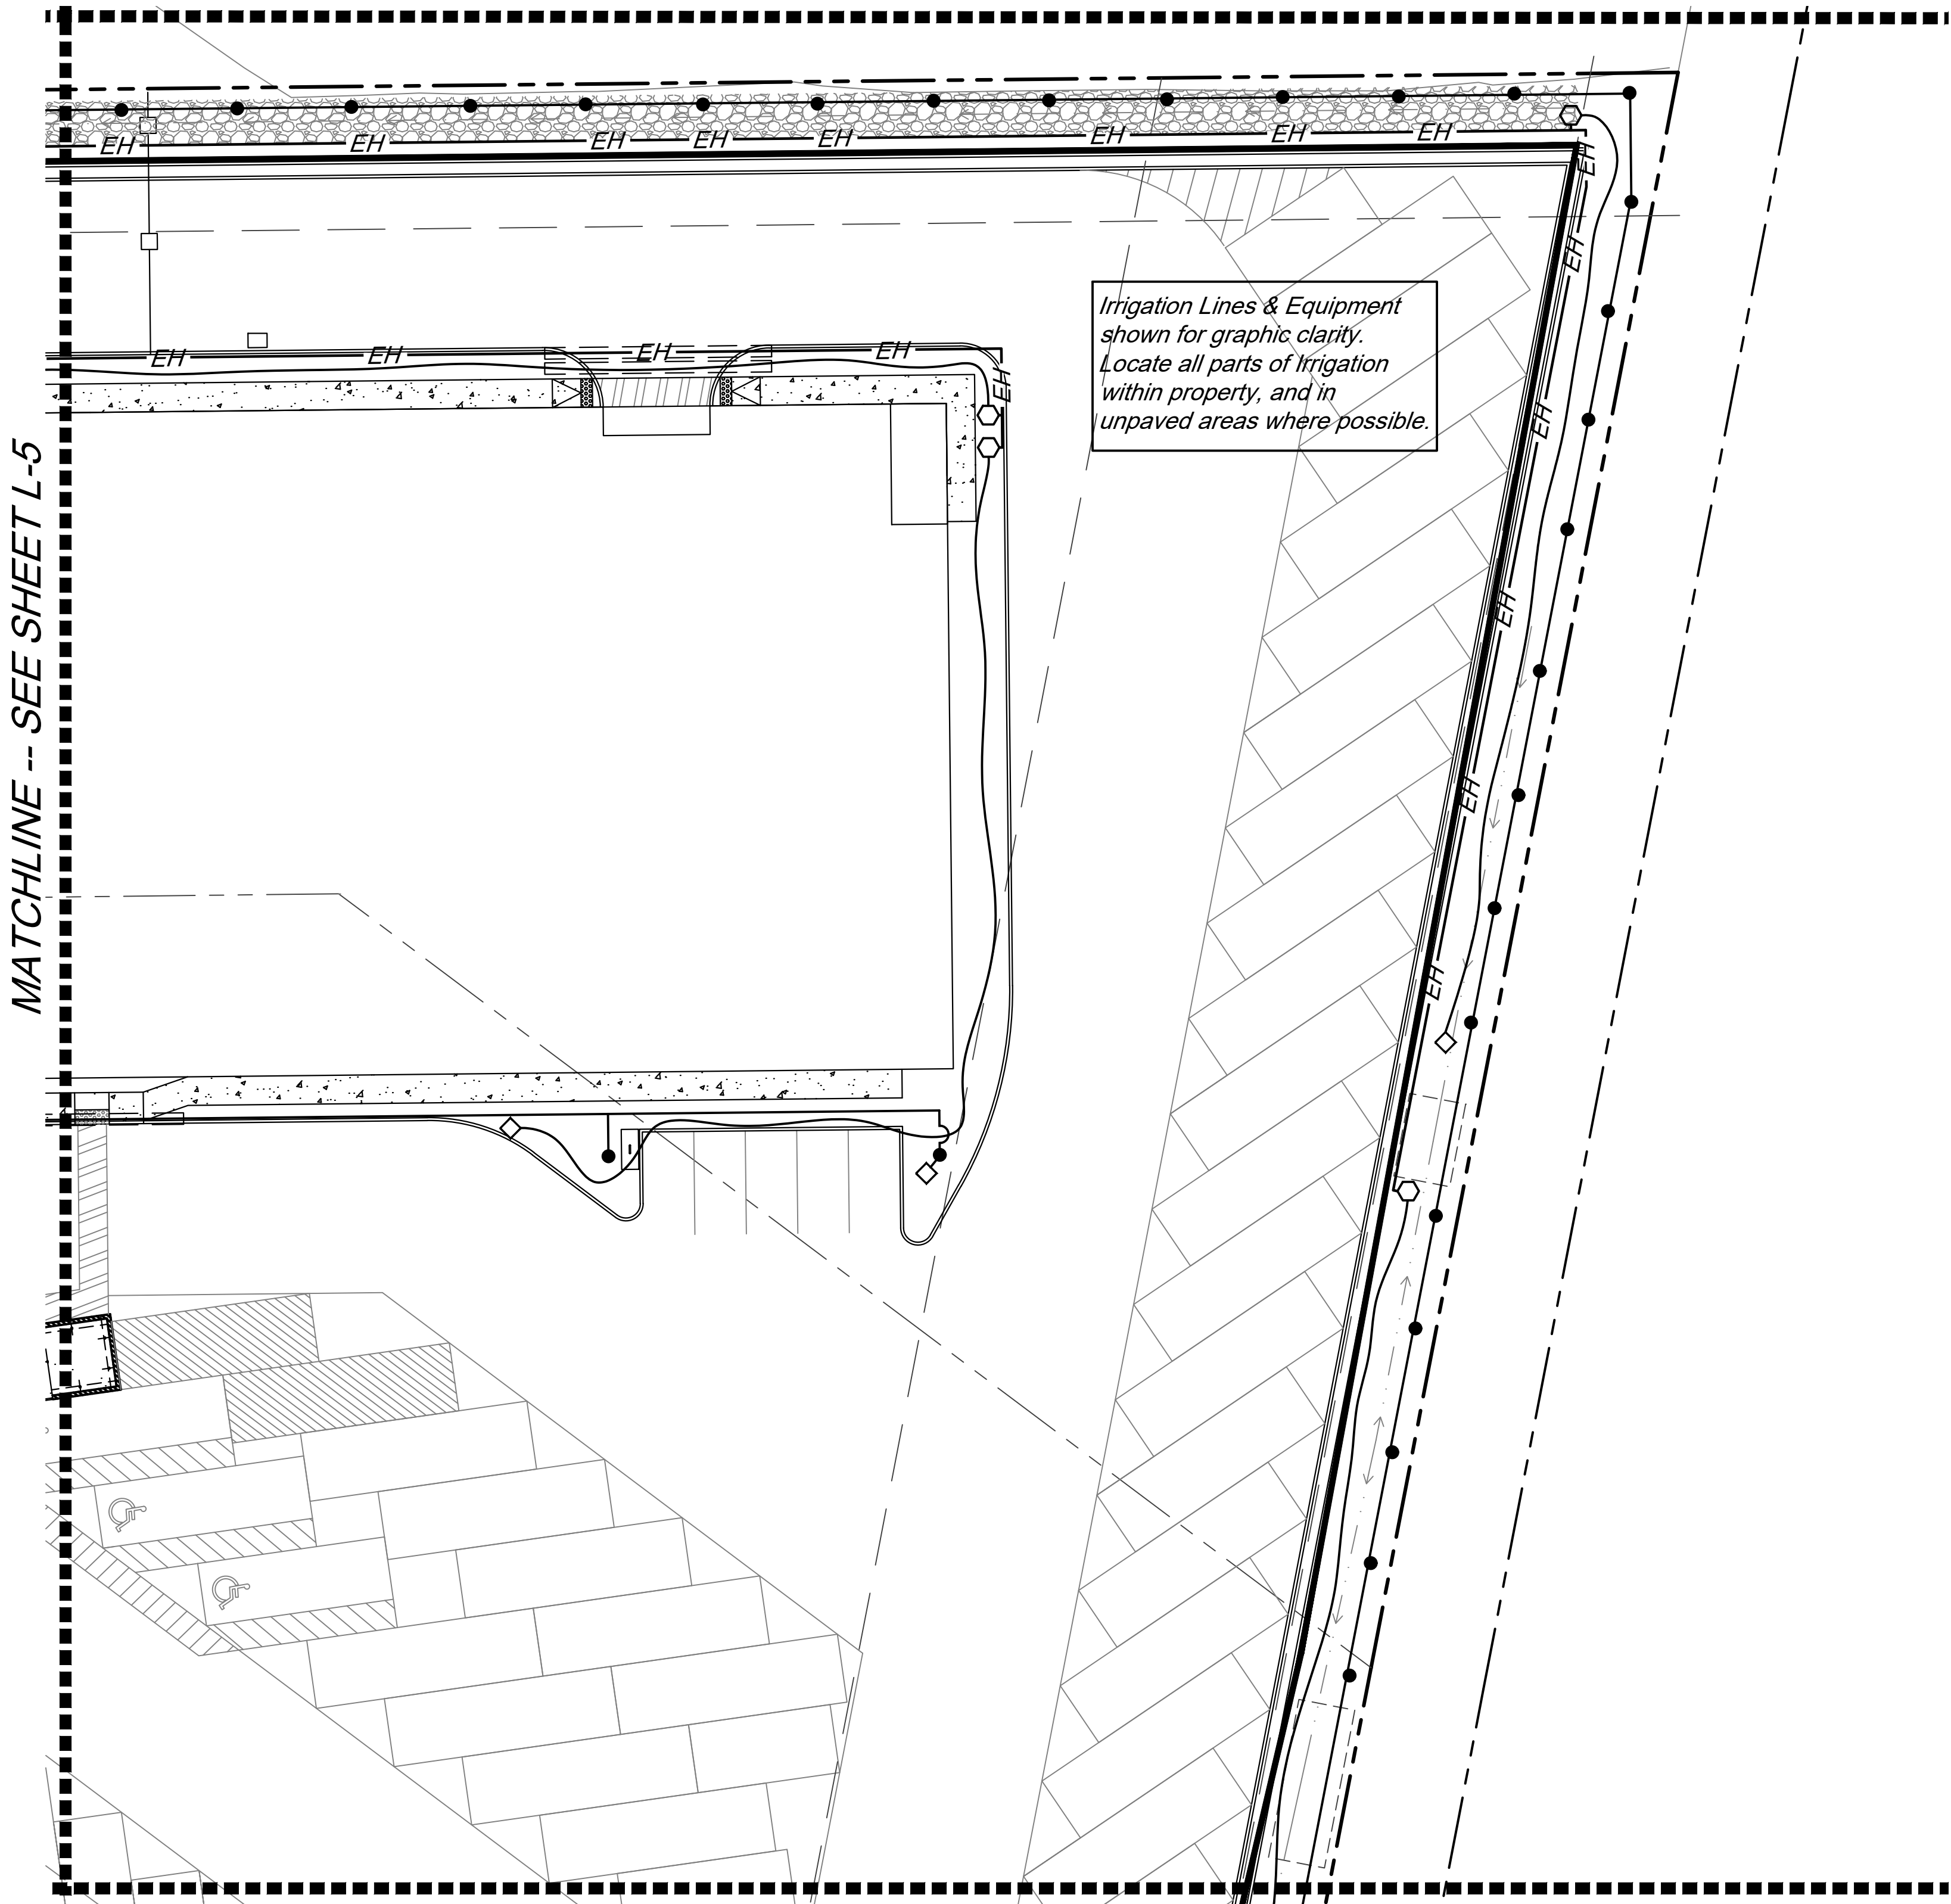 EH EH EH EH EH EH EH EH
EH
EH
Irrigation Lines & Equipment
shown for graphic clarity.
Locate all parts of Irrigation
within property, and in
unpaved areas where possible.
EH EH EH EH
EH
EH
MATCHLINE -- SEE SHEET L-5
EH
EH
EH